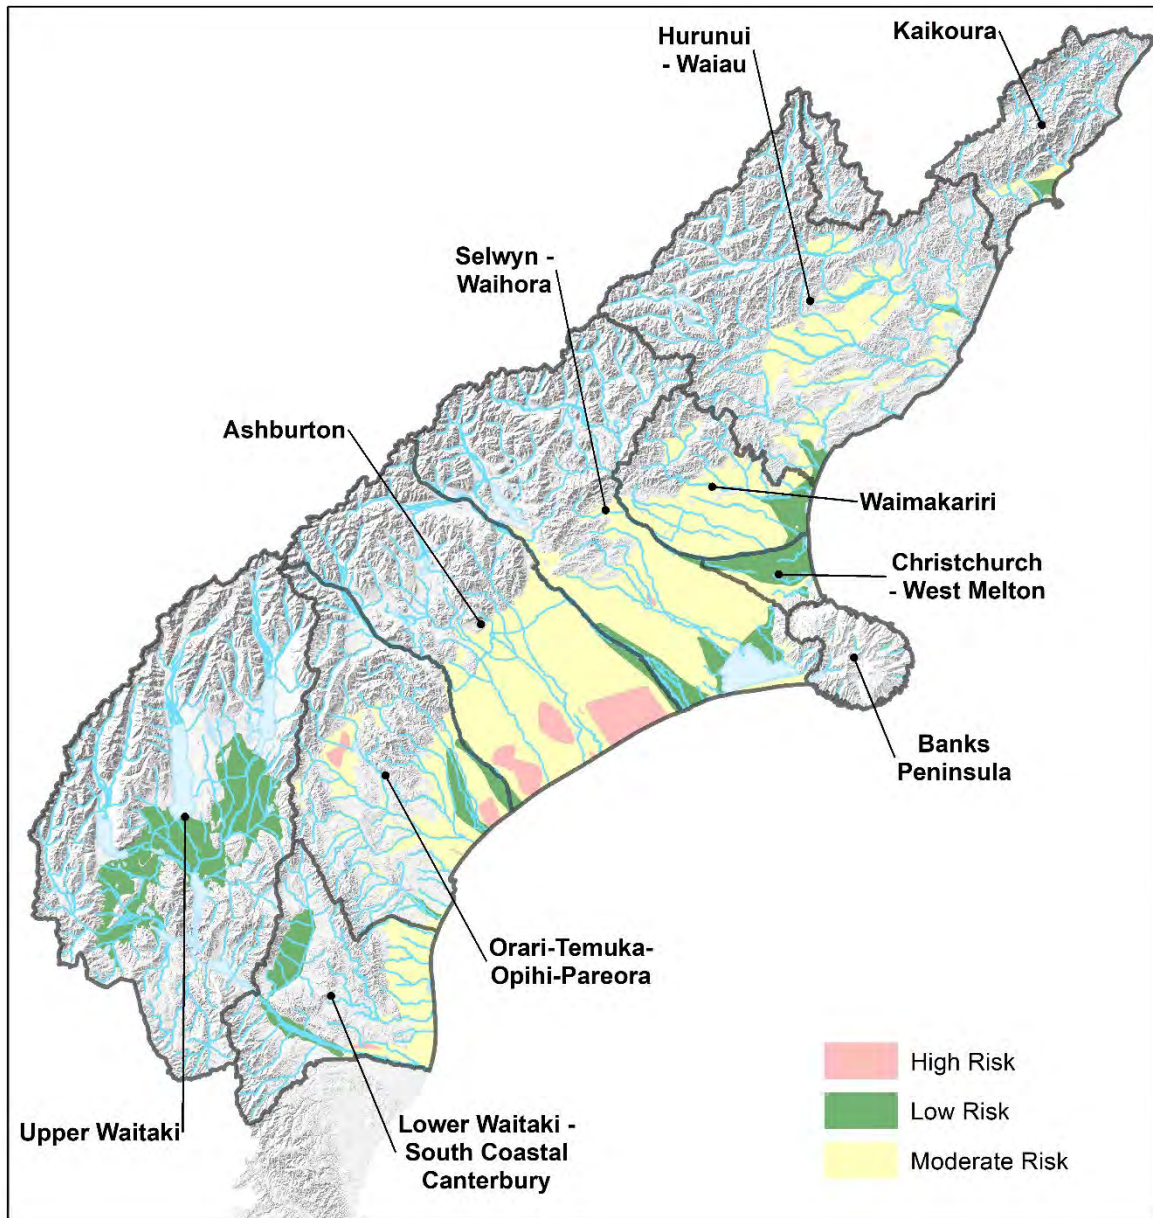 Kaikoura
Hurunui
- Waiau
Selwyn -
Waihora
Ashburton
Waimakariri
Christchurch
- West Melton
Banks
Peninsula
Orari-Temuka-
Opihi-Pareora
Upper Waitaki
Lower Waitaki -
South Coastal
Canterbury
High Risk
Low Risk
Moderate Risk